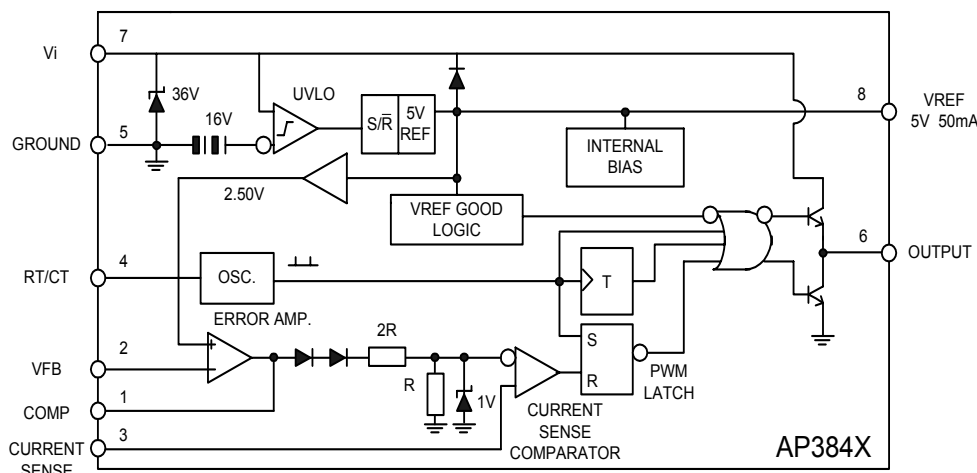 Vi
7
36V
UVLO
16V
S/R̅
5V
REF
8
VREF
5V 50mA
GROUND
5
INTERNAL
BIAS
2.50V
VREF GOOD
LOGIC
6
OUTPUT
RT/CT
4
OSC.
T
ERROR AMP.
2R
S
R
PWM
LATCH
VFB
2
R
1V
COMP
1
CURRENT
SENSE
COMPARATOR
CURRENT
SENSE
3
AP384X